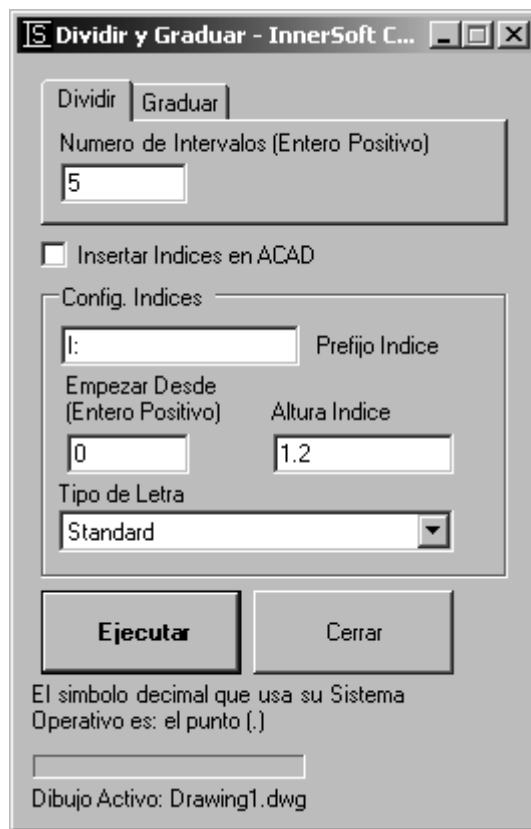 IS Dividir y Graduar - InnerSoft C...
Dividir
Graduar
Numero de Intervalos (Entero Positivo)
5
Insertar Indices en ACAD
Config. Indices
I:
Prefijo Indice
Empezar Desde
(Entero Positivo)
Altura Indice
0
1.2
Tipo de Letra
Standard
Ejecutar
Cerrar
El simbolo decimal que usa su Sistema
Operativo es: el punto (.)
Dibujo Activo: Drawing1.dwg